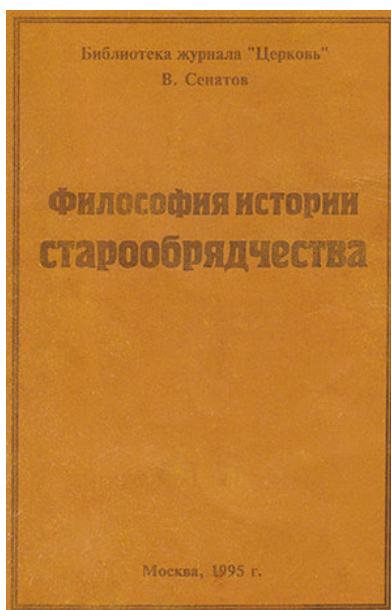 Библиотека журнала "Церковь"
В. Сенатов
Философия истории
старообрядчества
Москва, 1995 г.